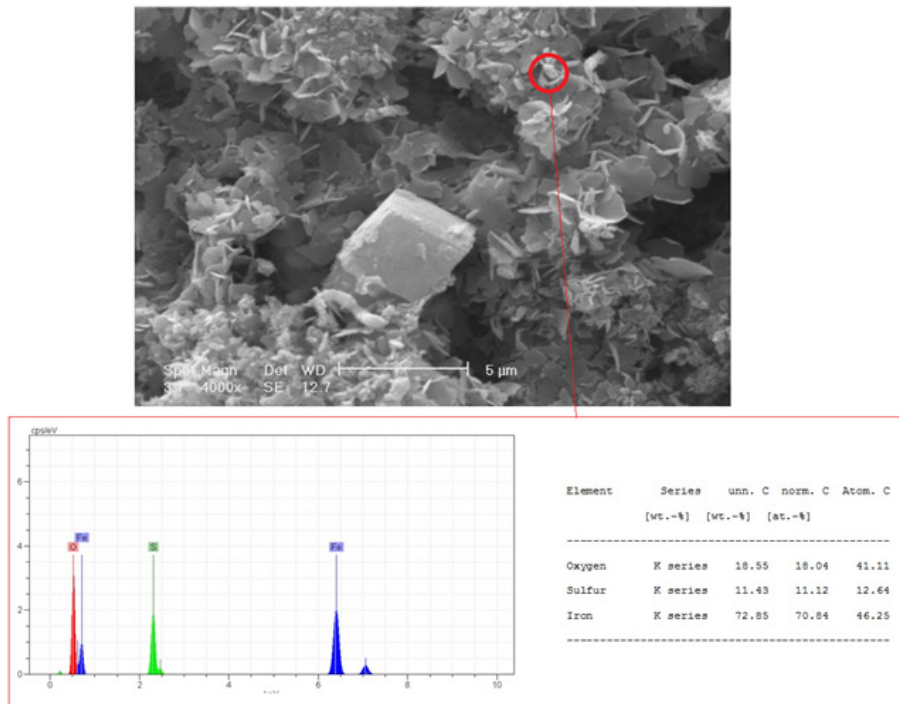 Spot Magn Det WD
4000x SE 12.7
5 µm
cps/eV
6
4
2
0
O
Fe
S
Fe
0 2 4 6 8 10
Element Series unn. C norm. C Atom. C
[wt.-%] [wt.-%] [at.-%]
Oxygen K series 18.55 18.04 41.11
Sulfur K series 11.43 11.12 12.64
Iron K series 72.85 70.84 46.25